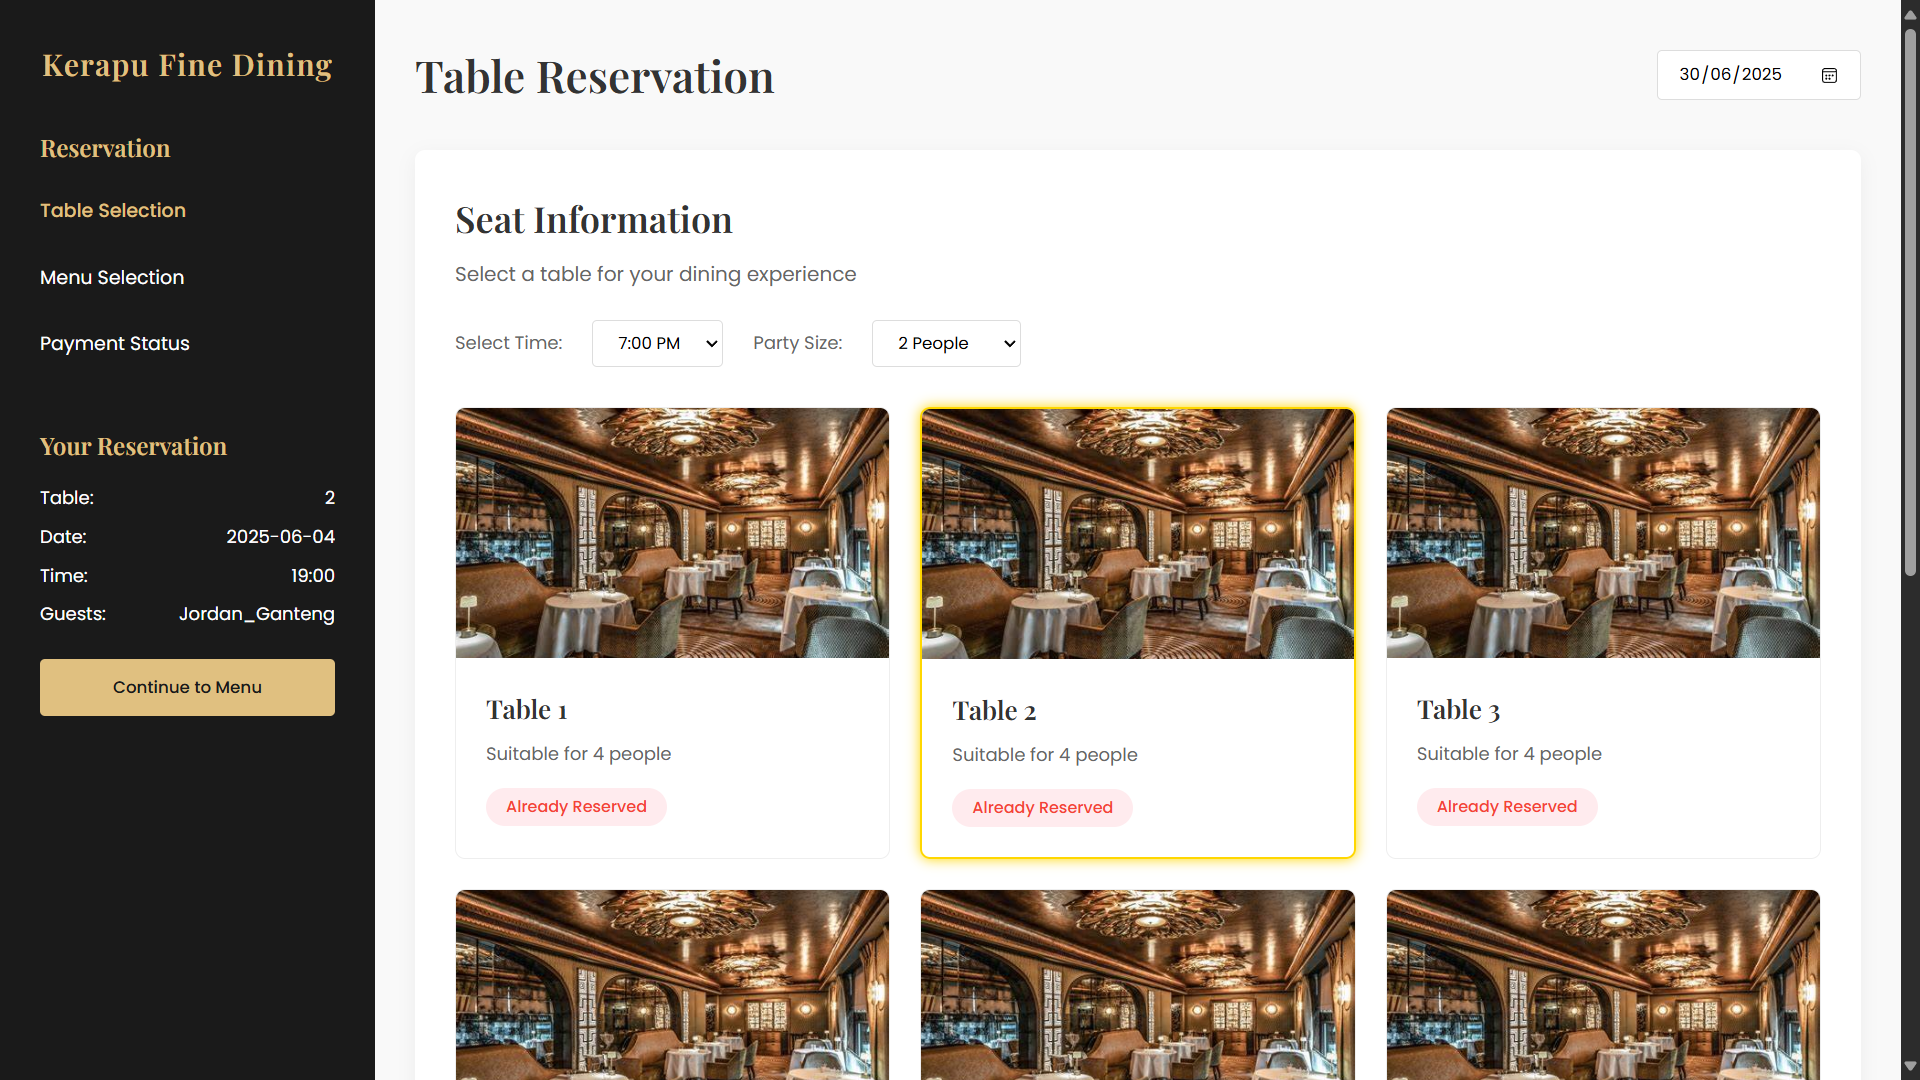 Kerapu Fine Dining
Reservation
Table Selection
Menu Selection
Payment Status
Your Reservation
Table: 2
Date: 2025-06-04
Time: 19:00
Guests: Jordan_Ganteng
Continue to Menu
Table Reservation
30/06/2025
Seat Information
Select a table for your dining experience
Select Time: 7:00 PM Party Size: 2 People
Table 1
Suitable for 4 people
Already Reserved
Table 2
Suitable for 4 people
Already Reserved
Table 3
Suitable for 4 people
Already Reserved